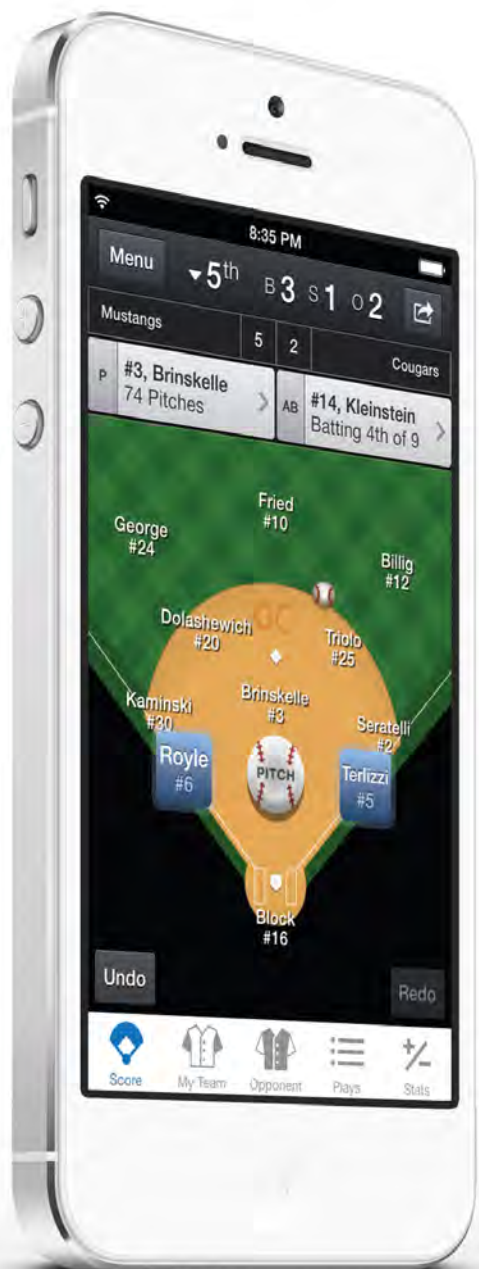 8:35 PM
Menu
5th B 3 S 1 O 2
Mustangs 5 2 Cougars
P #3, Brinskelle
74 Pitches
AB #14, Kleinstein
Batting 4th of 9
Fried
#10
George
#24
Billig
#12
GC
Dolashewich
#20
Triolo
#25
Brinskelle
#3
Kaminski
#30
Seratelli
#2
Royle
#6
PITCH
Terlizzi
#5
Block
#16
Undo
Redo
Score
My Team
Opponent
Plays
Stats